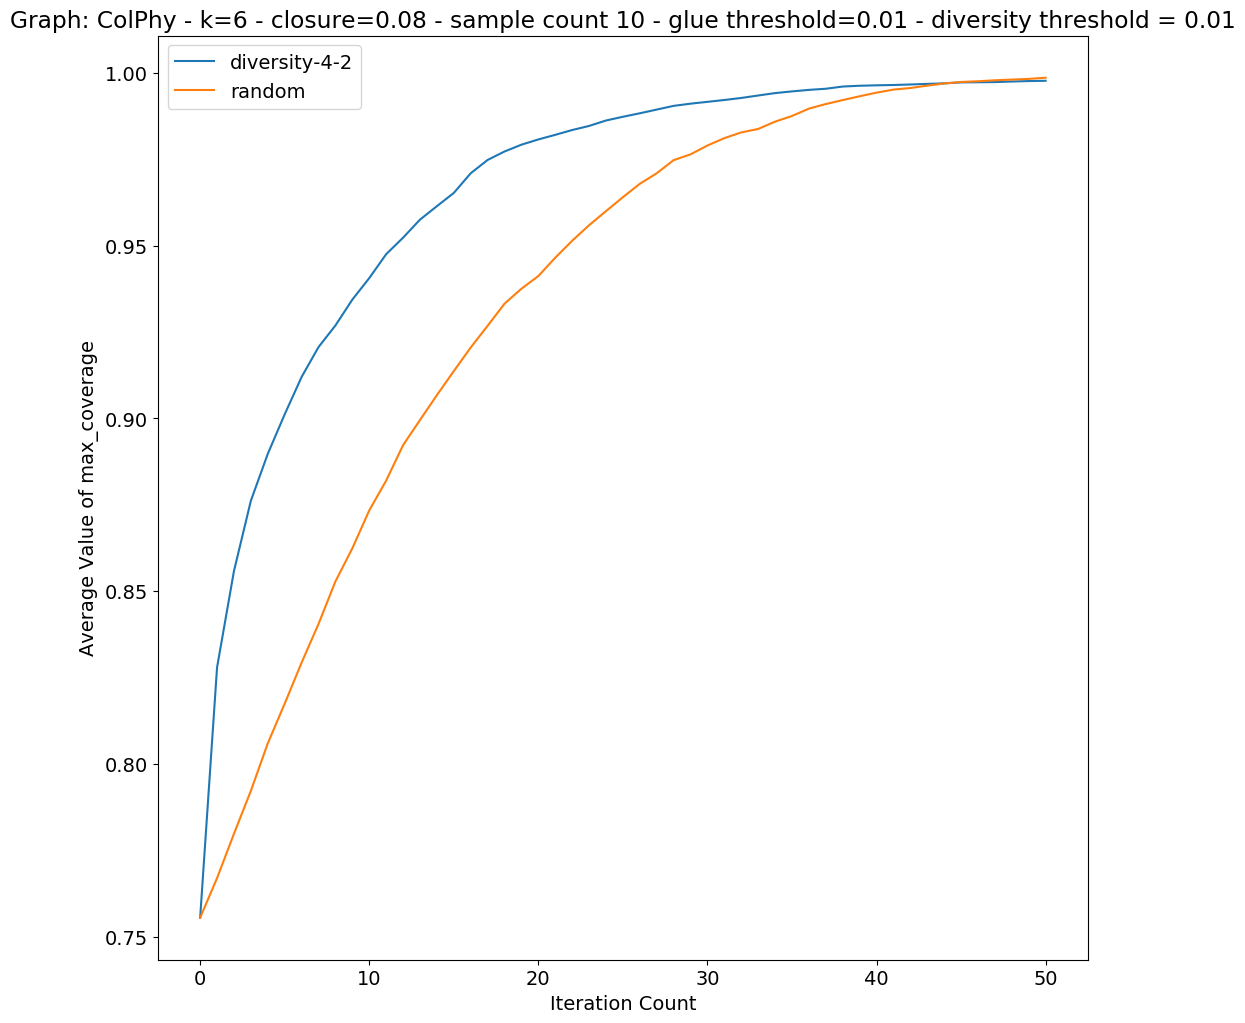 Graph: ColPhy - k=6 - closure=0.08 - sample count 10 - glue threshold=0.01 - diversity threshold = 0.01
diversity-4-2
random
1.00
0.95
0.90
0.85
0.80
0.75
Average Value of max_coverage
0 10 20 30 40 50
Iteration Count